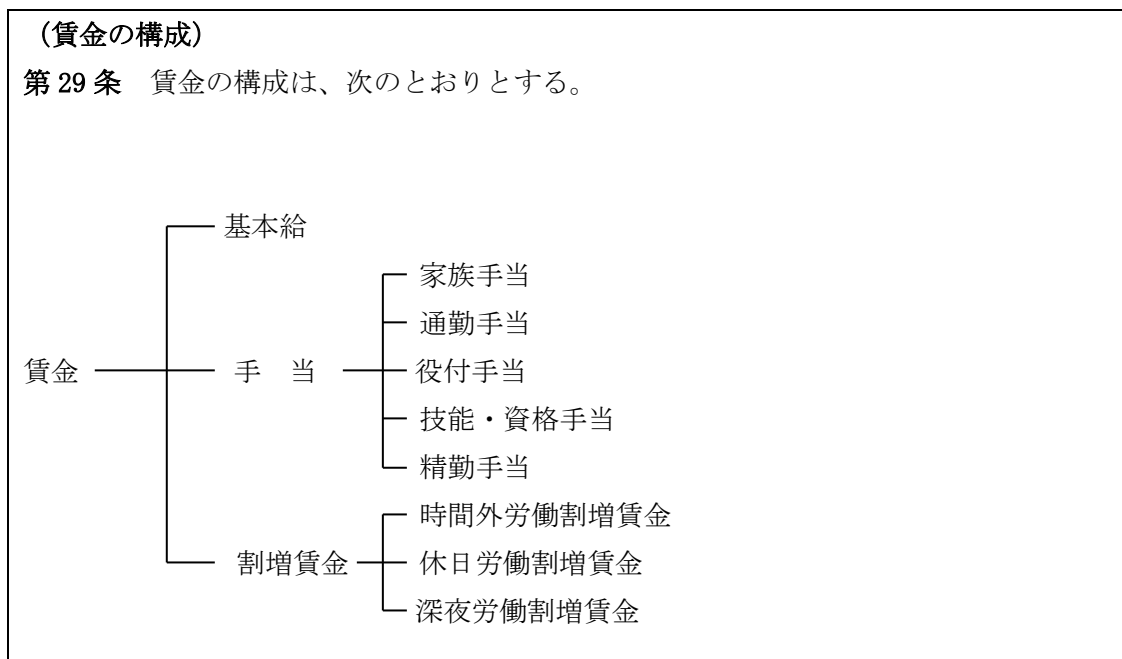 （賃金の構成）
第29条　賃金の構成は、次のとおりとする。
基本給
家族手当
通勤手当
賃金 手　当 役付手当
技能・資格手当
精勤手当
時間外労働割増賃金
割増賃金 休日労働割増賃金
深夜労働割増賃金